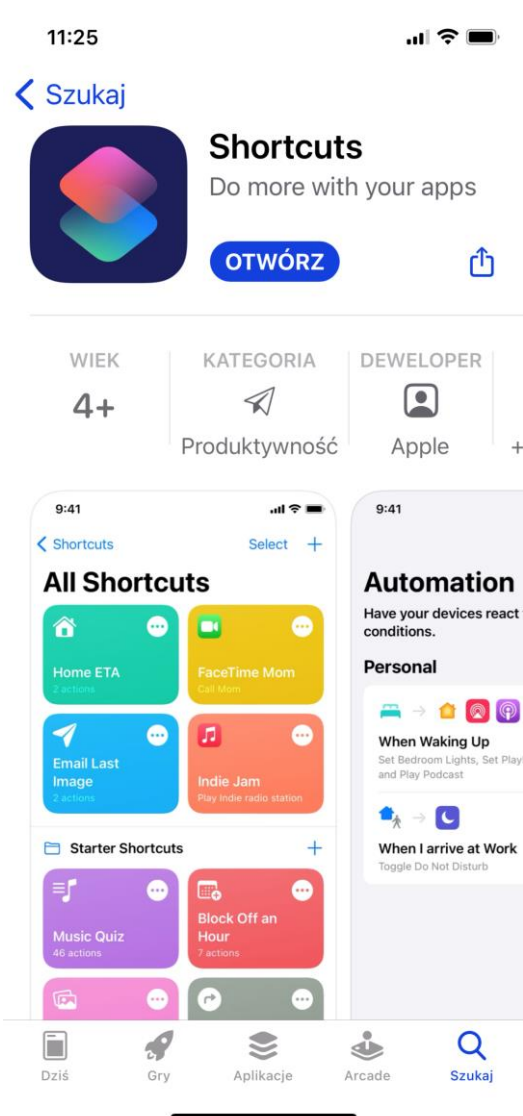 11:25
Szukaj
Shortcuts
Do more with your apps
OTWÓRZ
WIEK
KATEGORIA
DEWELOPER
4+
Produktywność
Apple
+
9:41
Shortcuts
Select +
All Shortcuts
Home ETA
2 actions
FaceTime Mom
Call Mom
Email Last
Image
2 actions
Indie Jam
Play Indie radio station
Starter Shortcuts +
Music Quiz
46 actions
Block Off an
Hour
7 actions
9:41
Automation
Have your devices react
conditions.
Personal
When Waking Up
Set Bedroom Lights, Set Play
and Play Podcast
When I arrive at Work
Toggle Do Not Disturb
Dziś
Gry
Aplikacje
Arcade
Szukaj